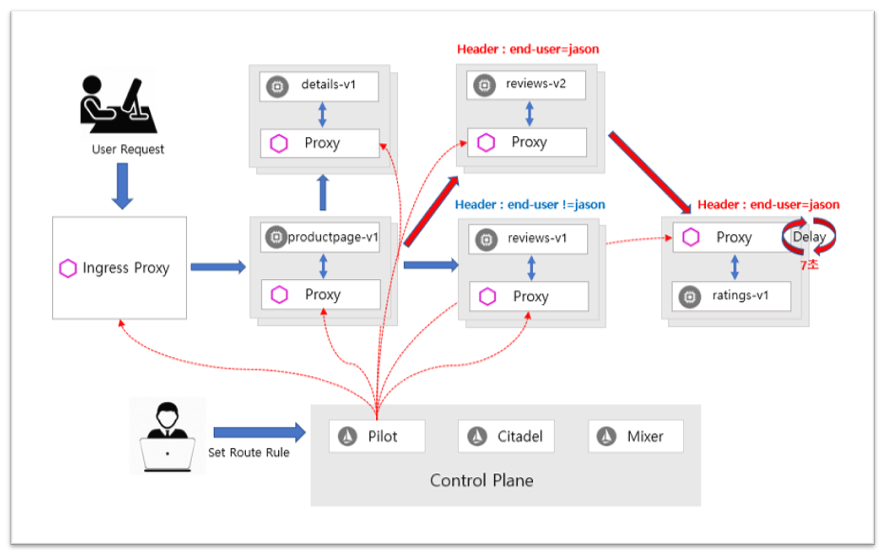 Header : end-user=jason
details-v1
reviews-v2
Proxy
Proxy
User Request
Header : end-user !=jason
Header : end-user=jason
productpage-v1
reviews-v1
Proxy
Delay
Ingress Proxy
7초
Proxy
Proxy
ratings-v1
Set Route Rule
Pilot
Citadel
Mixer
Control Plane